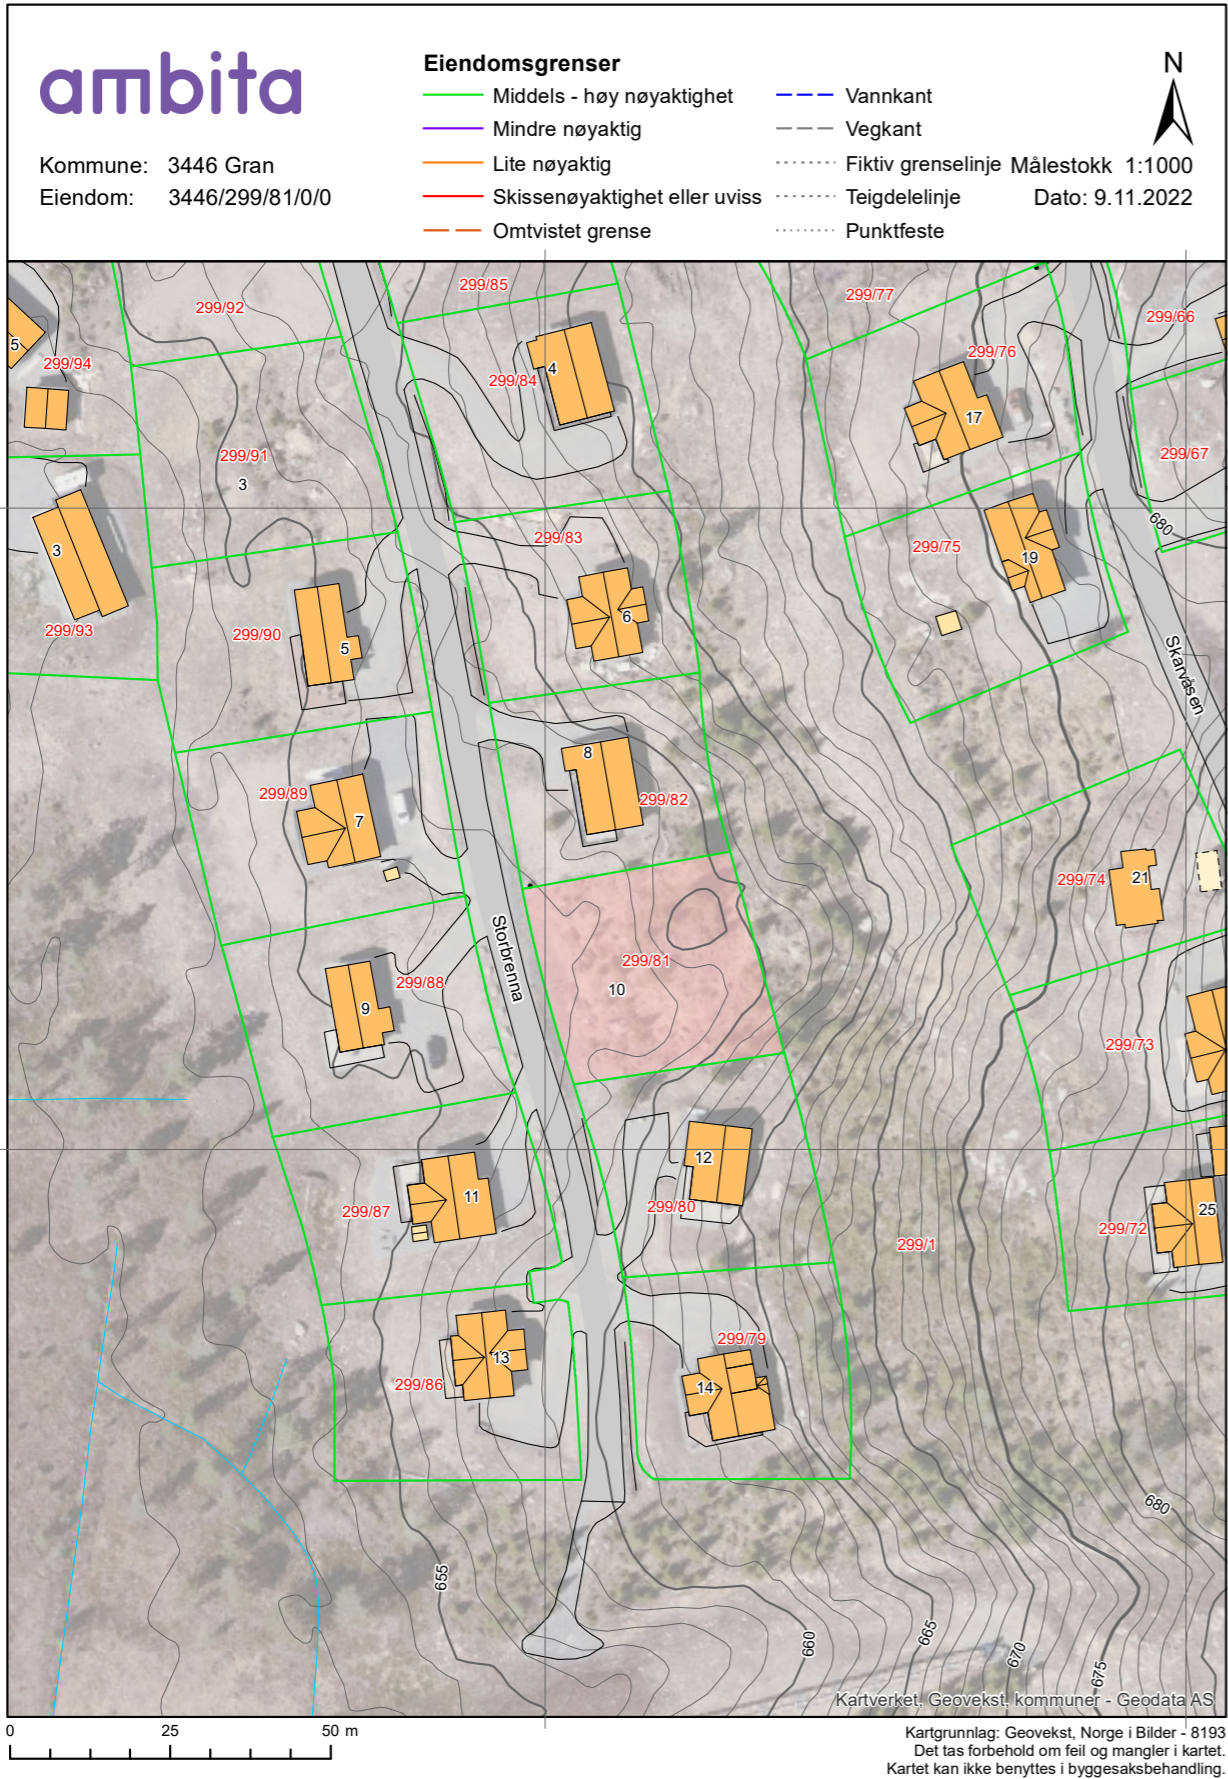 ambita
Kommune: 3446 Gran
Eiendom: 3446/299/81/0/0
Eiendomsgrenser
Middels - høy nøyaktighet
Mindre nøyaktig
Lite nøyaktig
Skissenøyaktighet eller uviss
Omtvistet grense
Vannkant
Vegkant
Fiktiv grenselinje
Teigdelelinje
Punktfeste
N
Målestokk 1:1000
Dato: 9.11.2022
299/85
299/77
299/92
299/66
5
299/94
4
299/84
299/76
17
299/91
3
299/67
680
3
299/83
299/75
19
6
299/93
299/90
5
Skarvåsen
8
299/89
7
299/82
299/74
21
Storbrenna
299/81
10
299/88
9
299/73
12
11
299/87
299/80
299/1
299/72
25
299/79
13
299/86
14
680
655
660
665
670
675
Kartverket, Geovekst, kommuner - Geodata AS
0 25 50 m
Kartgrunnlag: Geovekst, Norge i Bilder - 8193
Det tas forbehold om feil og mangler i kartet.
Kartet kan ikke benyttes i byggesaksbehandling.